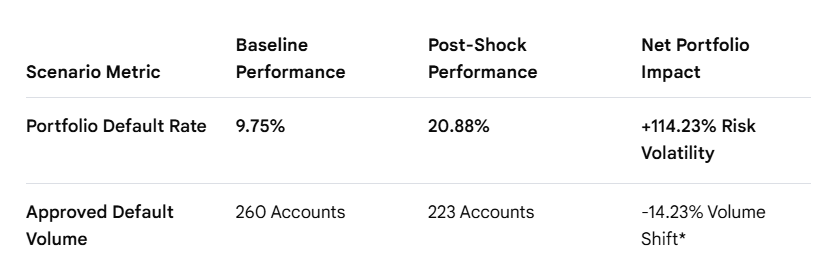 Scenario Metric
Baseline
Performance
Post-Shock
Performance
Net Portfolio
Impact
Portfolio Default Rate
9.75%
20.88%
+114.23% Risk
Volatility
Approved Default
Volume
260 Accounts
223 Accounts
-14.23% Volume
Shift*